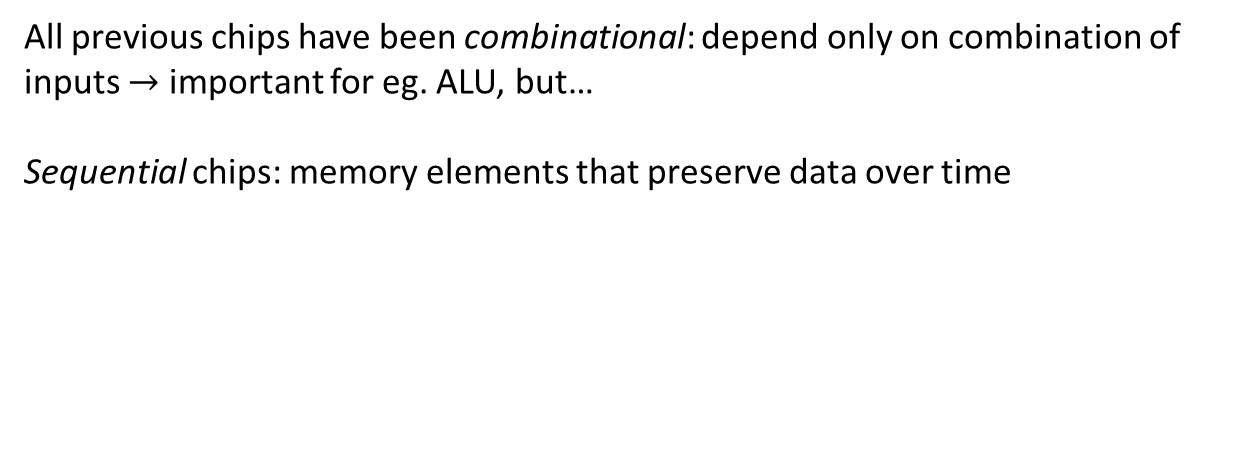 All previous chips have been combinational: depend only on combination of
inputs → important for eg. ALU, but...
Sequential chips: memory elements that preserve data over time